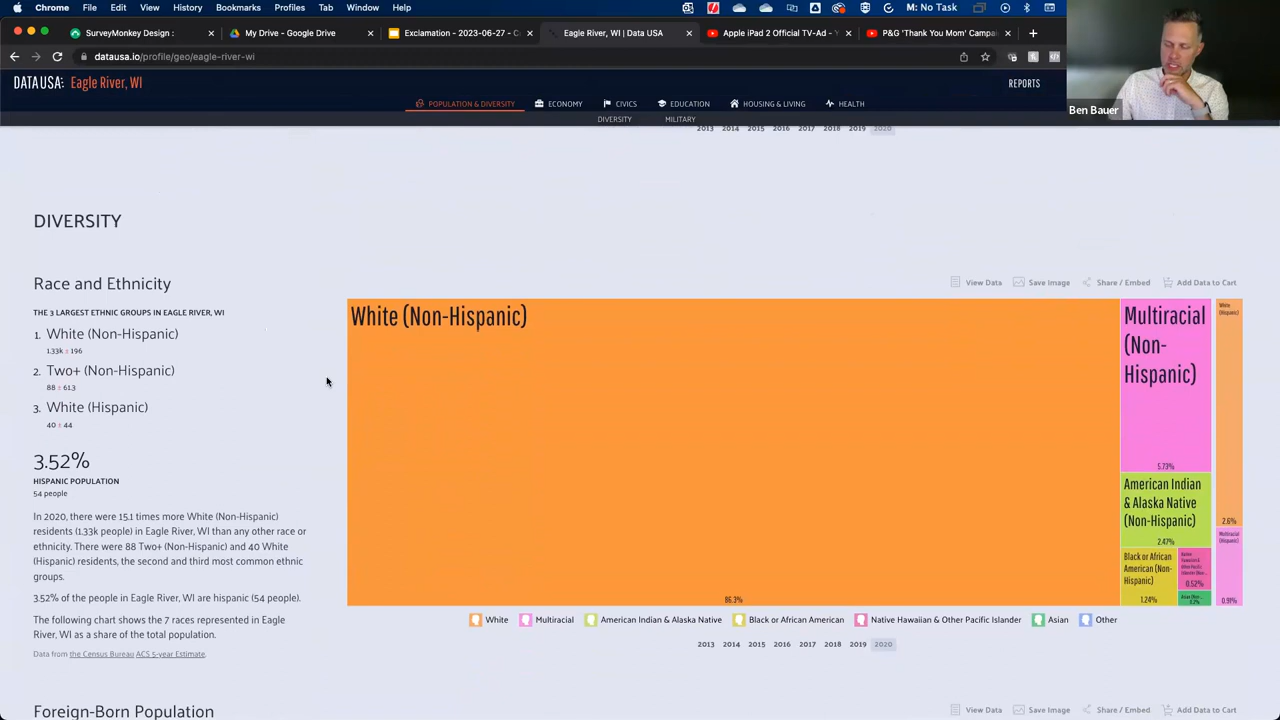 Chrome File Edit View History Bookmarks Profiles Tab Window Help
M: No Task
SurveyMonkey Design :
My Drive – Google Drive
Exclamation - 2023-06-27 - C
Eagle River, WI | Data USA
Apple iPad 2 Official TV-Ad - Y
P&G 'Thank You Mom' Campai
datausa.io/profile/geo/eagle-river-wi
DATA USA: Eagle River, WI
REPORTS
Ben Bauer
POPULATION & DIVERSITY
ECONOMY
CIVICS
EDUCATION
HOUSING & LIVING
HEALTH
DIVERSITY
MILITARY
2013 2014 2015 2016 2017 2018 2019 2020
DIVERSITY
Race and Ethnicity
View Data
Save Image
Share / Embed
Add Data to Cart
THE 3 LARGEST ETHNIC GROUPS IN EAGLE RIVER, WI
1. White (Non-Hispanic)
1.33k ± 196
2. Two+ (Non-Hispanic)
88 ± 61.3
3. White (Hispanic)
40 ± 44
3.52%
HISPANIC POPULATION
54 people
In 2020, there were 15.1 times more White (Non-Hispanic)
residents (1.33k people) in Eagle River, WI than any other race or
ethnicity. There were 88 Two+ (Non-Hispanic) and 40 White
(Hispanic) residents, the second and third most common ethnic
groups.
3.52% of the people in Eagle River, WI are hispanic (54 people).
The following chart shows the 7 races represented in Eagle
River, WI as a share of the total population.
Data from the Census Bureau ACS 5-year Estimate.
White (Non-Hispanic)
86.3%
Multiracial
(Non-
Hispanic)
5.73%
American Indian
& Alaska Native
(Non-Hispanic)
2.47%
Black or African
American (Non-
Hispanic)
1.24%
0.52%
White
(Hispanic)
2.6%
Multiracial
(Hispanic)
0.91%
White
Multiracial
American Indian & Alaska Native
Black or African American
Native Hawaiian & Other Pacific Islander
Asian
Other
2013 2014 2015 2016 2017 2018 2019 2020
Foreign-Born Population
View Data
Save Image
Share / Embed
Add Data to Cart